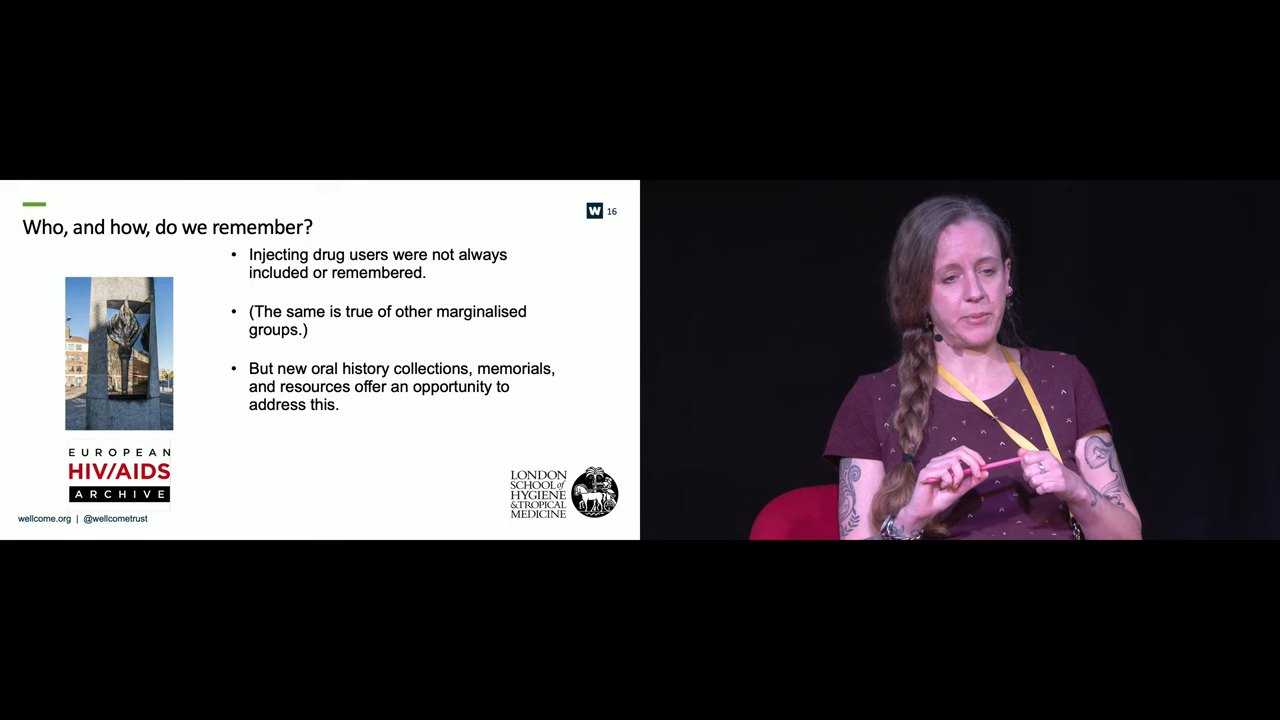 W 16
Who, and how, do we remember?
• Injecting drug users were not always
included or remembered.
• (The same is true of other marginalised
groups.)
• But new oral history collections, memorials,
and resources offer an opportunity to
address this.
EUROPEAN
HIV/AIDS
ARCHIVE
wellcome.org | @wellcometrust
LONDON
SCHOOL of
HYGIENE
& TROPICAL
MEDICINE